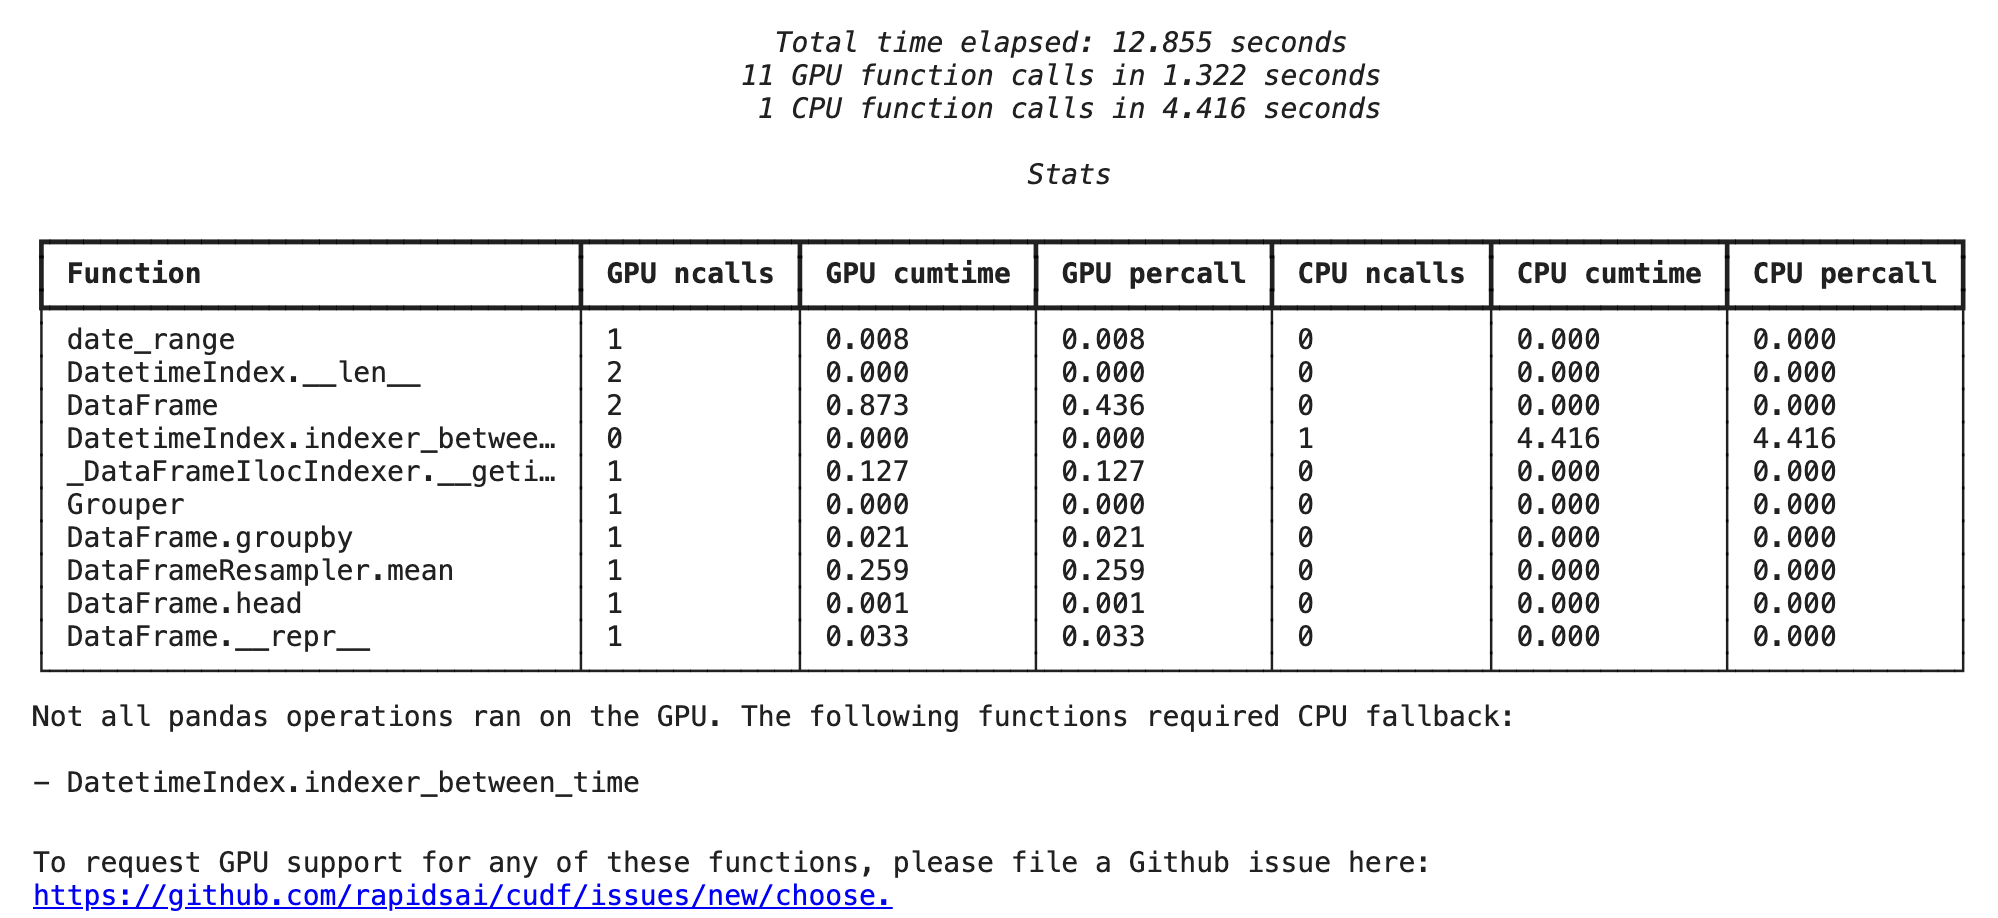 Total time elapsed: 12.855 seconds
11 GPU function calls in 1.322 seconds
1 CPU function calls in 4.416 seconds
Stats
Function GPU ncalls GPU cumtime GPU percall CPU ncalls CPU cumtime CPU percall
date_range 1 0.008 0.008 0 0.000 0.000
DatetimeIndex.__len__ 2 0.000 0.000 0 0.000 0.000
DataFrame 2 0.873 0.436 0 0.000 0.000
DatetimeIndex.indexer_betwee… 0 0.000 0.000 1 4.416 4.416
_DataFrameIlocIndexer.__geti… 1 0.127 0.127 0 0.000 0.000
Grouper 1 0.000 0.000 0 0.000 0.000
DataFrame.groupby 1 0.021 0.021 0 0.000 0.000
DataFrameResampler.mean 1 0.259 0.259 0 0.000 0.000
DataFrame.head 1 0.001 0.001 0 0.000 0.000
DataFrame.__repr__ 1 0.033 0.033 0 0.000 0.000
Not all pandas operations ran on the GPU. The following functions required CPU fallback:
- DatetimeIndex.indexer_between_time
To request GPU support for any of these functions, please file a Github issue here:
https://github.com/rapidsai/cudf/issues/new/choose.